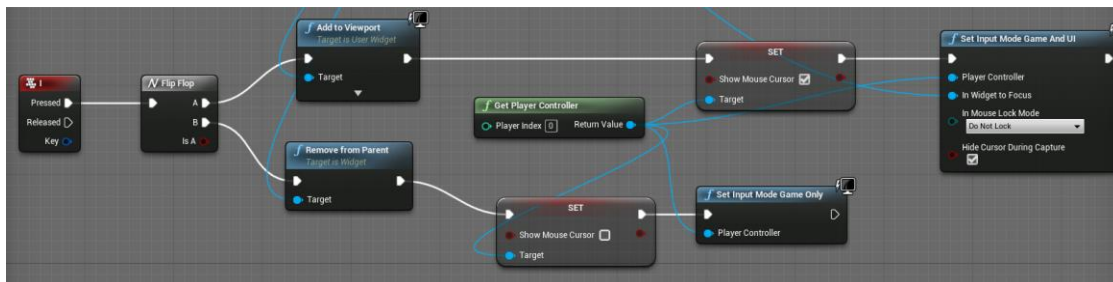 I
Pressed
Released
Key
Flip Flop
A
B
Is A
f Add to Viewport
Target is User Widget
Target
f Remove from Parent
Target is Widget
Target
f Get Player Controller
Player Index 0 Return Value
SET
Show Mouse Cursor
Target
SET
Show Mouse Cursor
Target
f Set Input Mode Game And UI
Player Controller
In Widget to Focus
In Mouse Lock Mode
Do Not Lock
Hide Cursor During Capture
f Set Input Mode Game Only
Player Controller